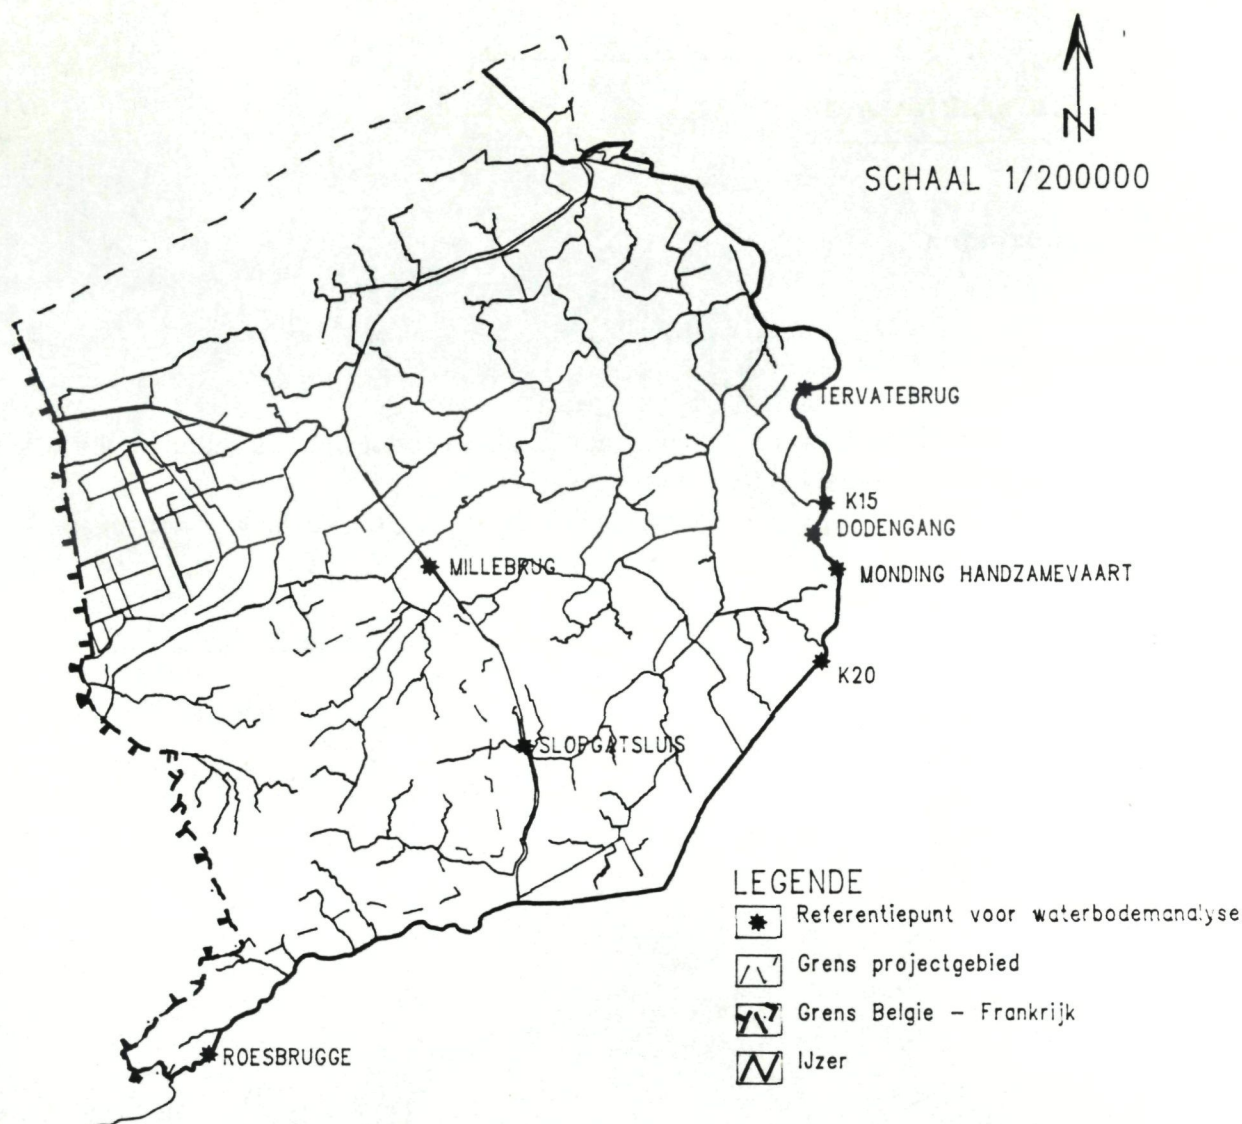 N
SCHAAL 1/200000
TERVATEBRUG
K15
DODENGANG
MILLEBRUG
MONDING HANDZAMEVAART
K20
SLOPGATSLUIS
LEGENDE
Referentiepunt voor waterbodemanalyse
Grens projectgebied
Grens Belgie – Frankrijk
IJzer
ROESBRUGGE